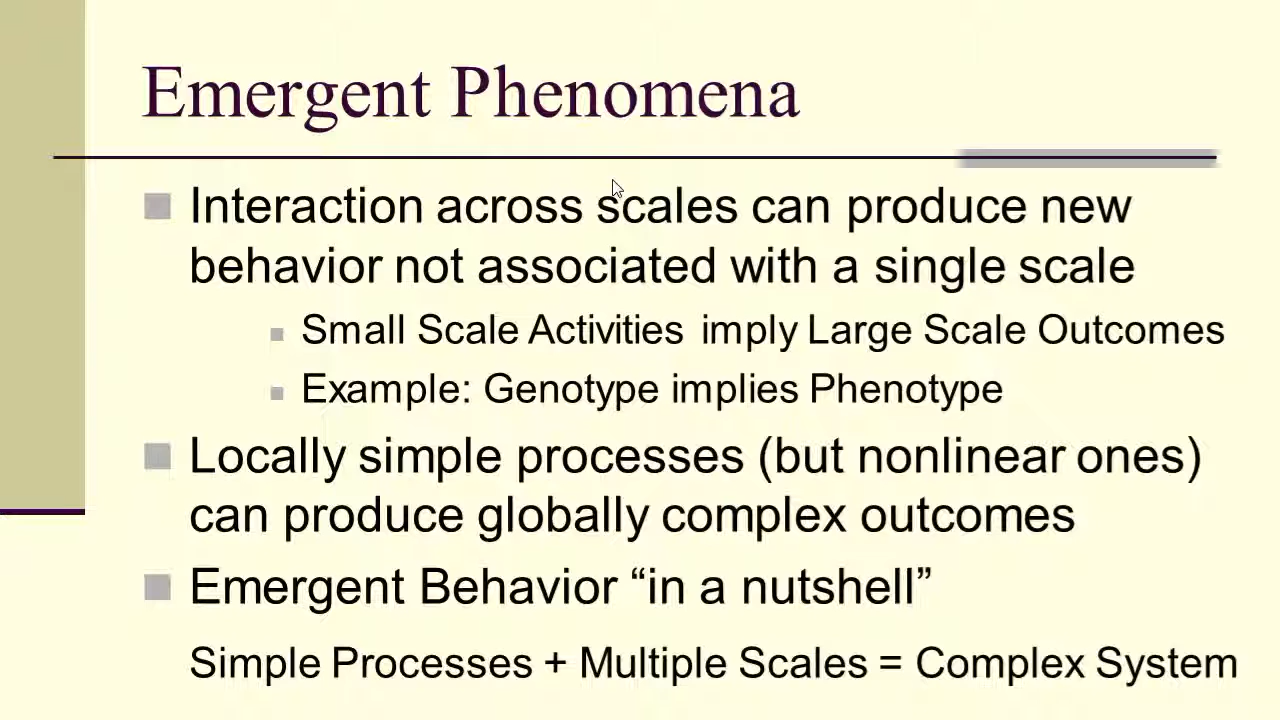 Emergent Phenomena
Interaction across scales can produce new
behavior not associated with a single scale
Small Scale Activities imply Large Scale Outcomes
Example: Genotype implies Phenotype
Locally simple processes (but nonlinear ones)
can produce globally complex outcomes
Emergent Behavior “in a nutshell”
Simple Processes + Multiple Scales = Complex System